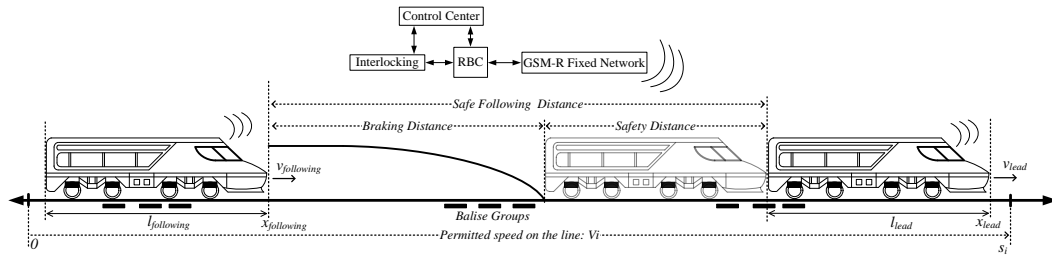 Control Center
Interlocking
RBC
GSM-R Fixed Network
Safe Following Distance
Braking Distance
Safety Distance
v_following
v_lead
Balise Groups
l_following
x_following
l_lead
x_lead
0
Permitted speed on the line: Vi
s_i